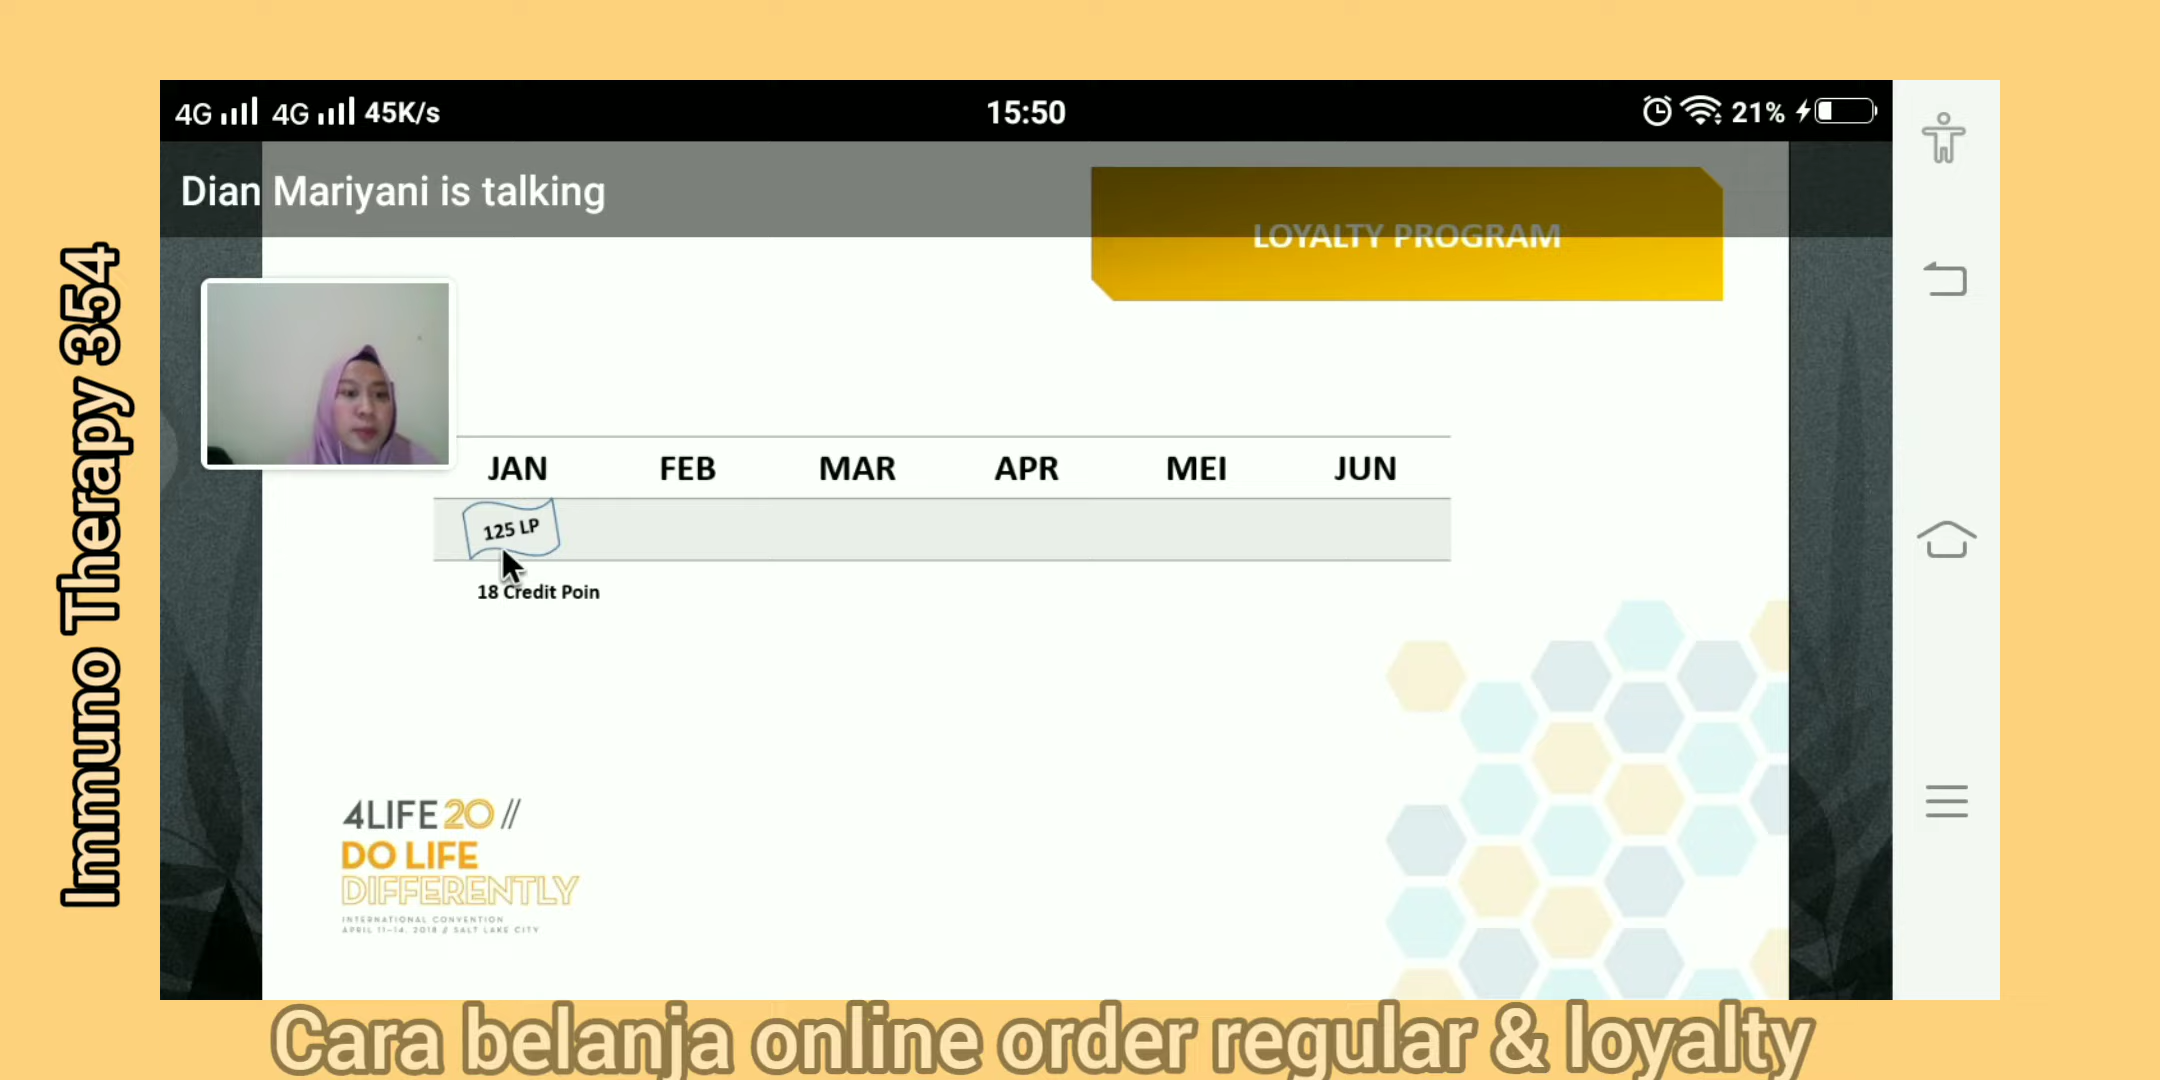 4G 4G 45K/s 15:50 21%
Dian Mariyani is talking
LOYALTY PROGRAM
JAN FEB MAR APR MEI JUN
125 LP
18 Credit Poin
4LIFE 20 //
DO LIFE
DIFFERENTLY
INTERNATIONAL CONVENTION
APRIL 11-14, 2018 // SALT LAKE CITY
Immuno Therapy 354
Cara belanja online order regular & loyalty